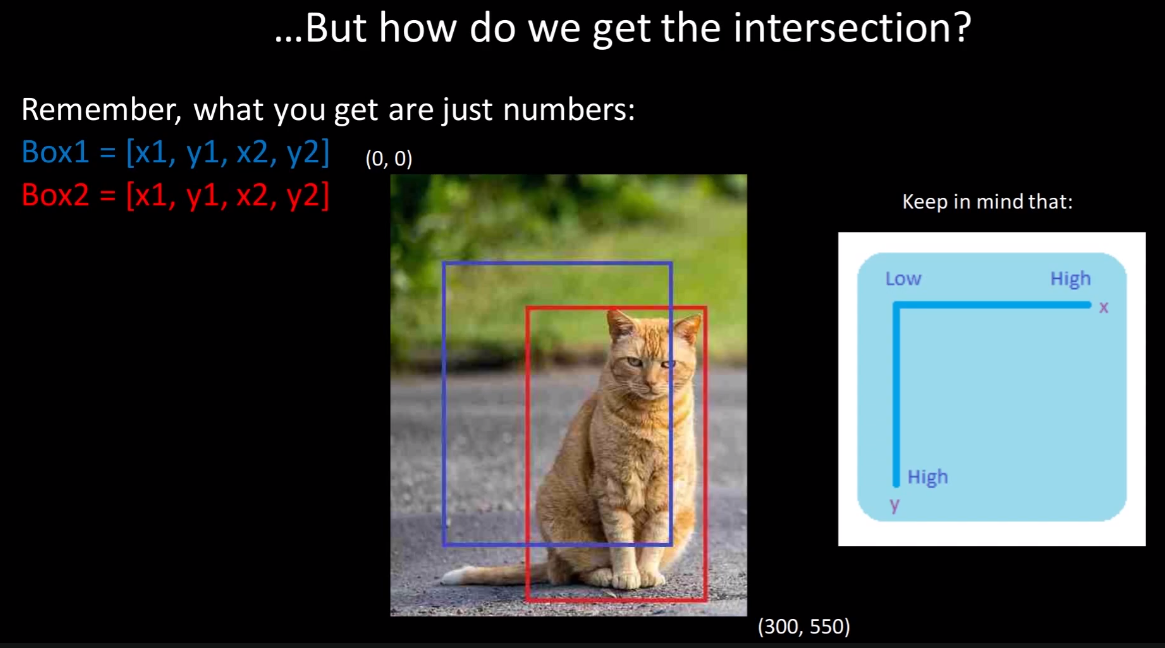 ...But how do we get the intersection?
Remember, what you get are just numbers:
Box1 = [x1, y1, x2, y2]
Box2 = [x1, y1, x2, y2]
(0, 0)
(300, 550)
Keep in mind that:
Low High
x
High
y